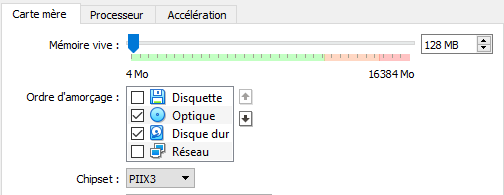 Carte mère Processeur Accélération
Mémoire vive : 128 MB
4 Mo 16384 Mo
Ordre d'amorçage : Disquette
Optique
Disque dur
Réseau
Chipset : PIIX3